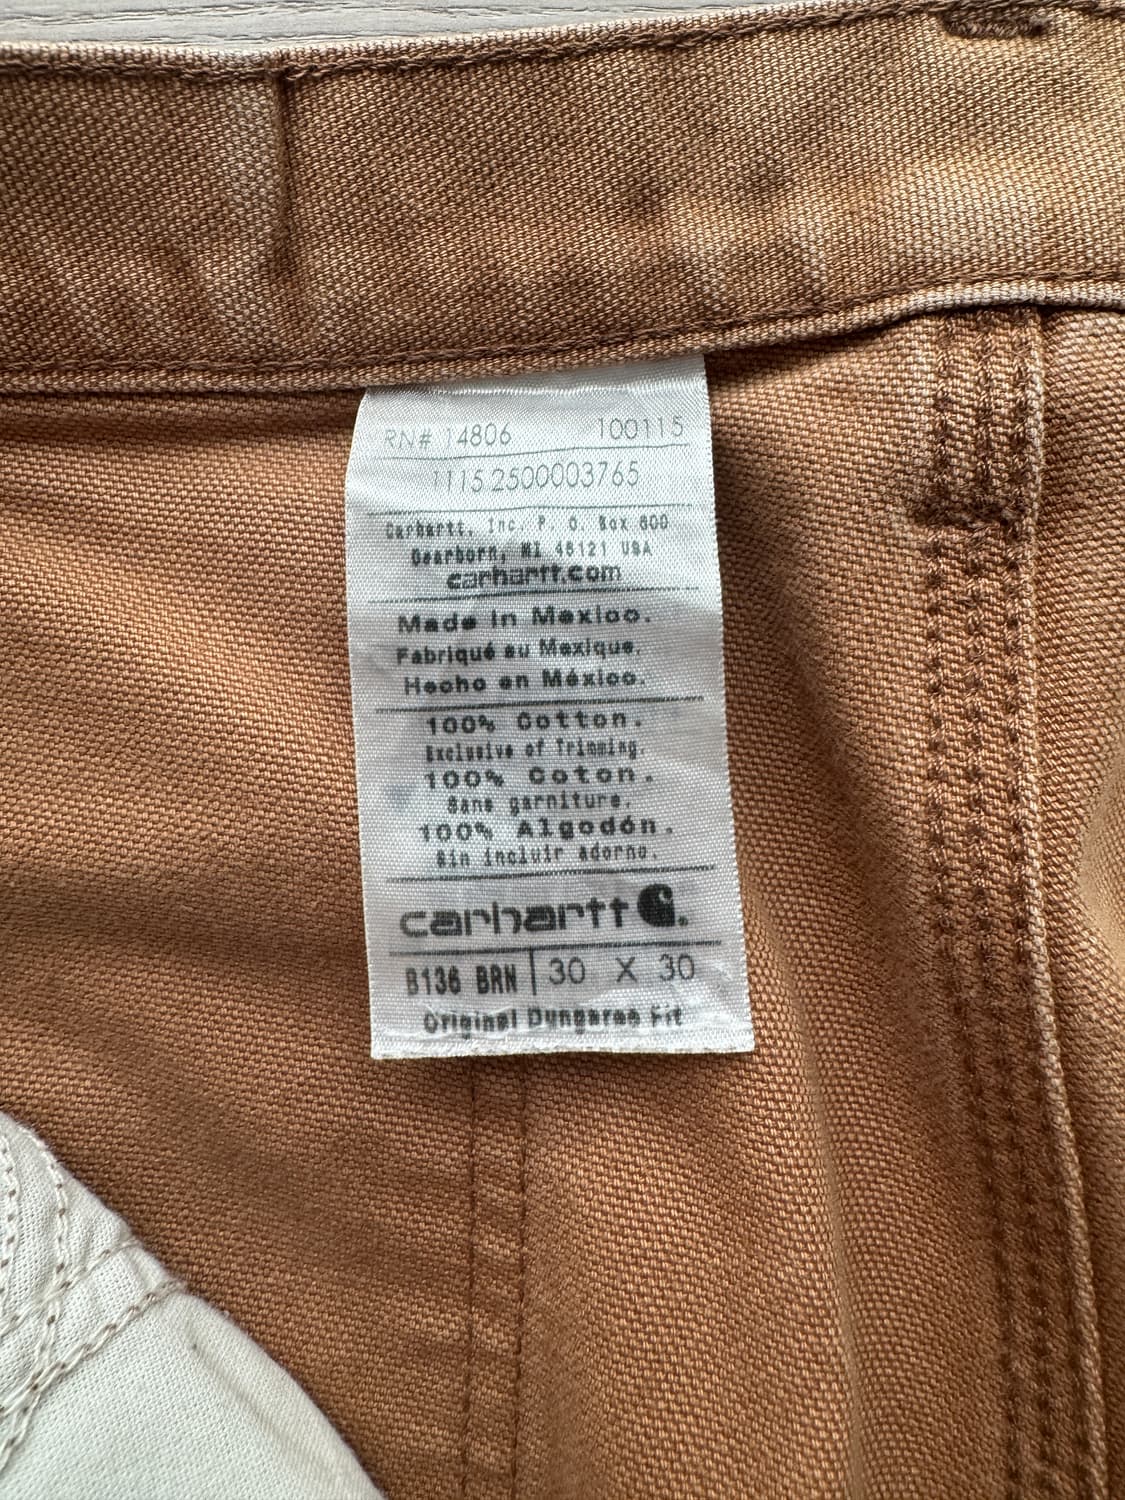 RN# 14806 100115
1115 2500003765
Carhartt, Inc. P. O. Box 600
Dearborn, MI 48121 USA
carhartt.com
Made in Mexico.
Fabriqué au Mexique.
Hecho en México.
100% Cotton.
Exclusive of Trimming.
100% Coton.
Sans garniture.
100% Algodón.
Sin incluir adorno.
carhartt.
B136 BRN 30 X 30
Original Dungaree Fit